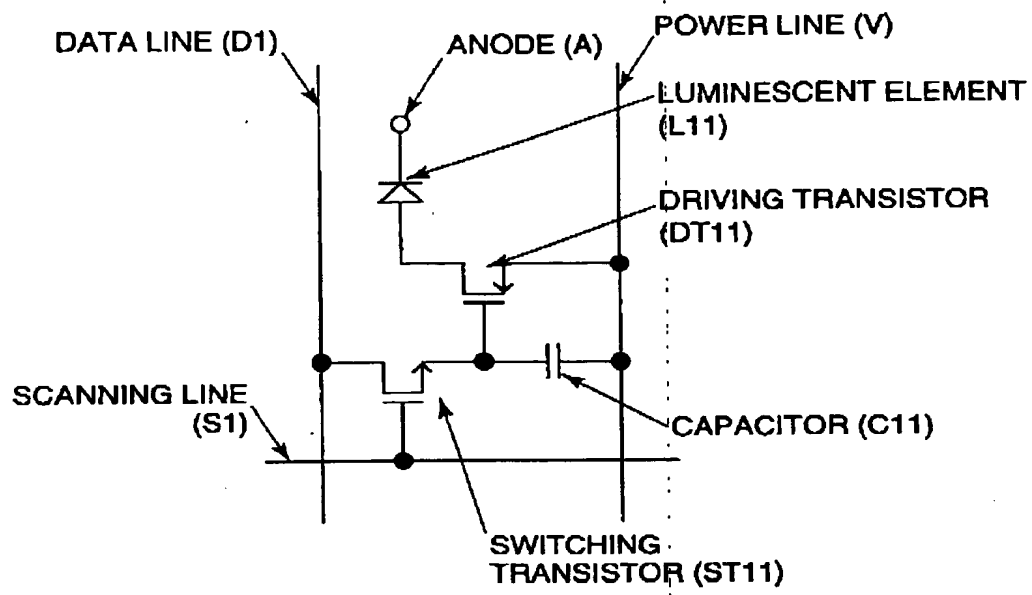 DATA LINE (D1)
ANODE (A)
POWER LINE (V)
LUMINESCENT ELEMENT
(L11)
DRIVING TRANSISTOR
(DT11)
SCANNING LINE
(S1)
CAPACITOR (C11)
SWITCHING
TRANSISTOR (ST11)